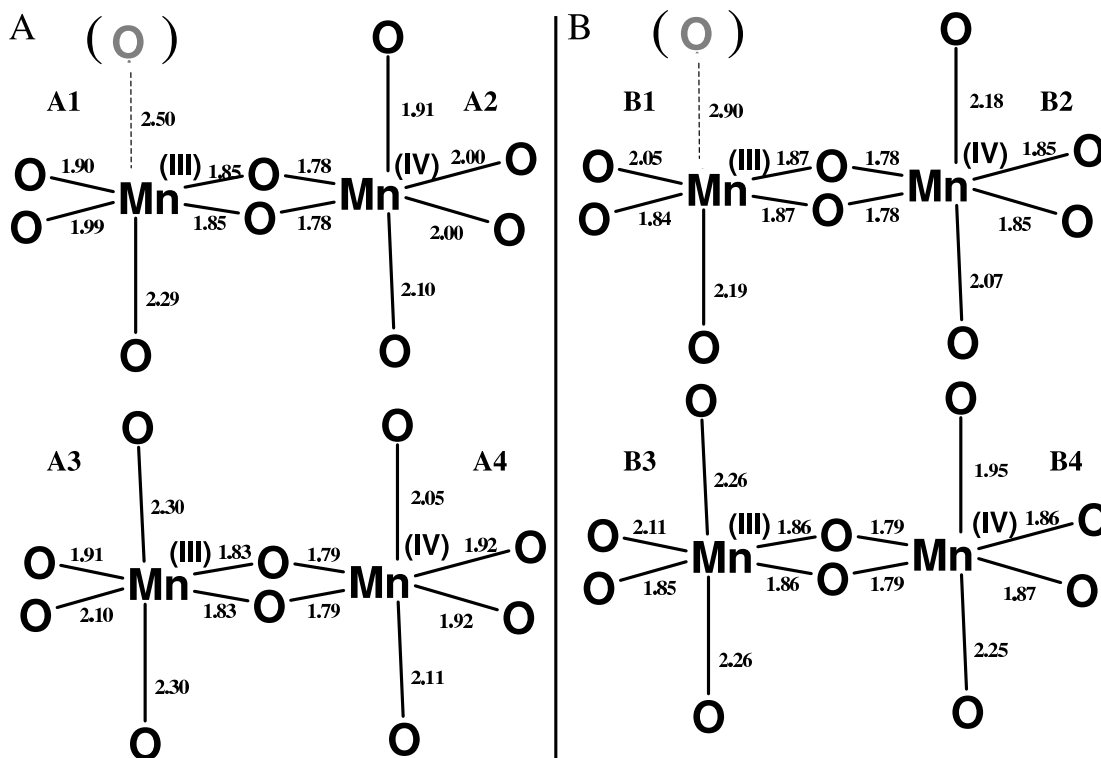 A
(O)
O
B
(O)
O
A1
2.50
1.91
A2
B1
2.90
2.18
B2
O
1.90
(III)
1.85
O
1.78
(IV)
2.00
O
O
2.05
(III)
1.87
O
1.78
(IV)
1.85
O
Mn
Mn
Mn
Mn
O
1.99
1.85
O
1.78
2.00
O
O
1.84
1.87
O
1.78
1.85
O
2.29
2.10
2.19
2.07
O
O
O
O
O
O
O
O
A3
2.30
2.05
A4
B3
2.26
1.95
B4
O
1.91
(III)
1.83
O
1.79
(IV)
1.92
O
O
2.11
(III)
1.86
O
1.79
(IV)
1.86
O
Mn
Mn
Mn
Mn
O
2.10
1.83
O
1.79
1.92
O
O
1.85
1.86
O
1.79
1.87
O
2.30
2.11
2.26
2.25
O
O
O
O